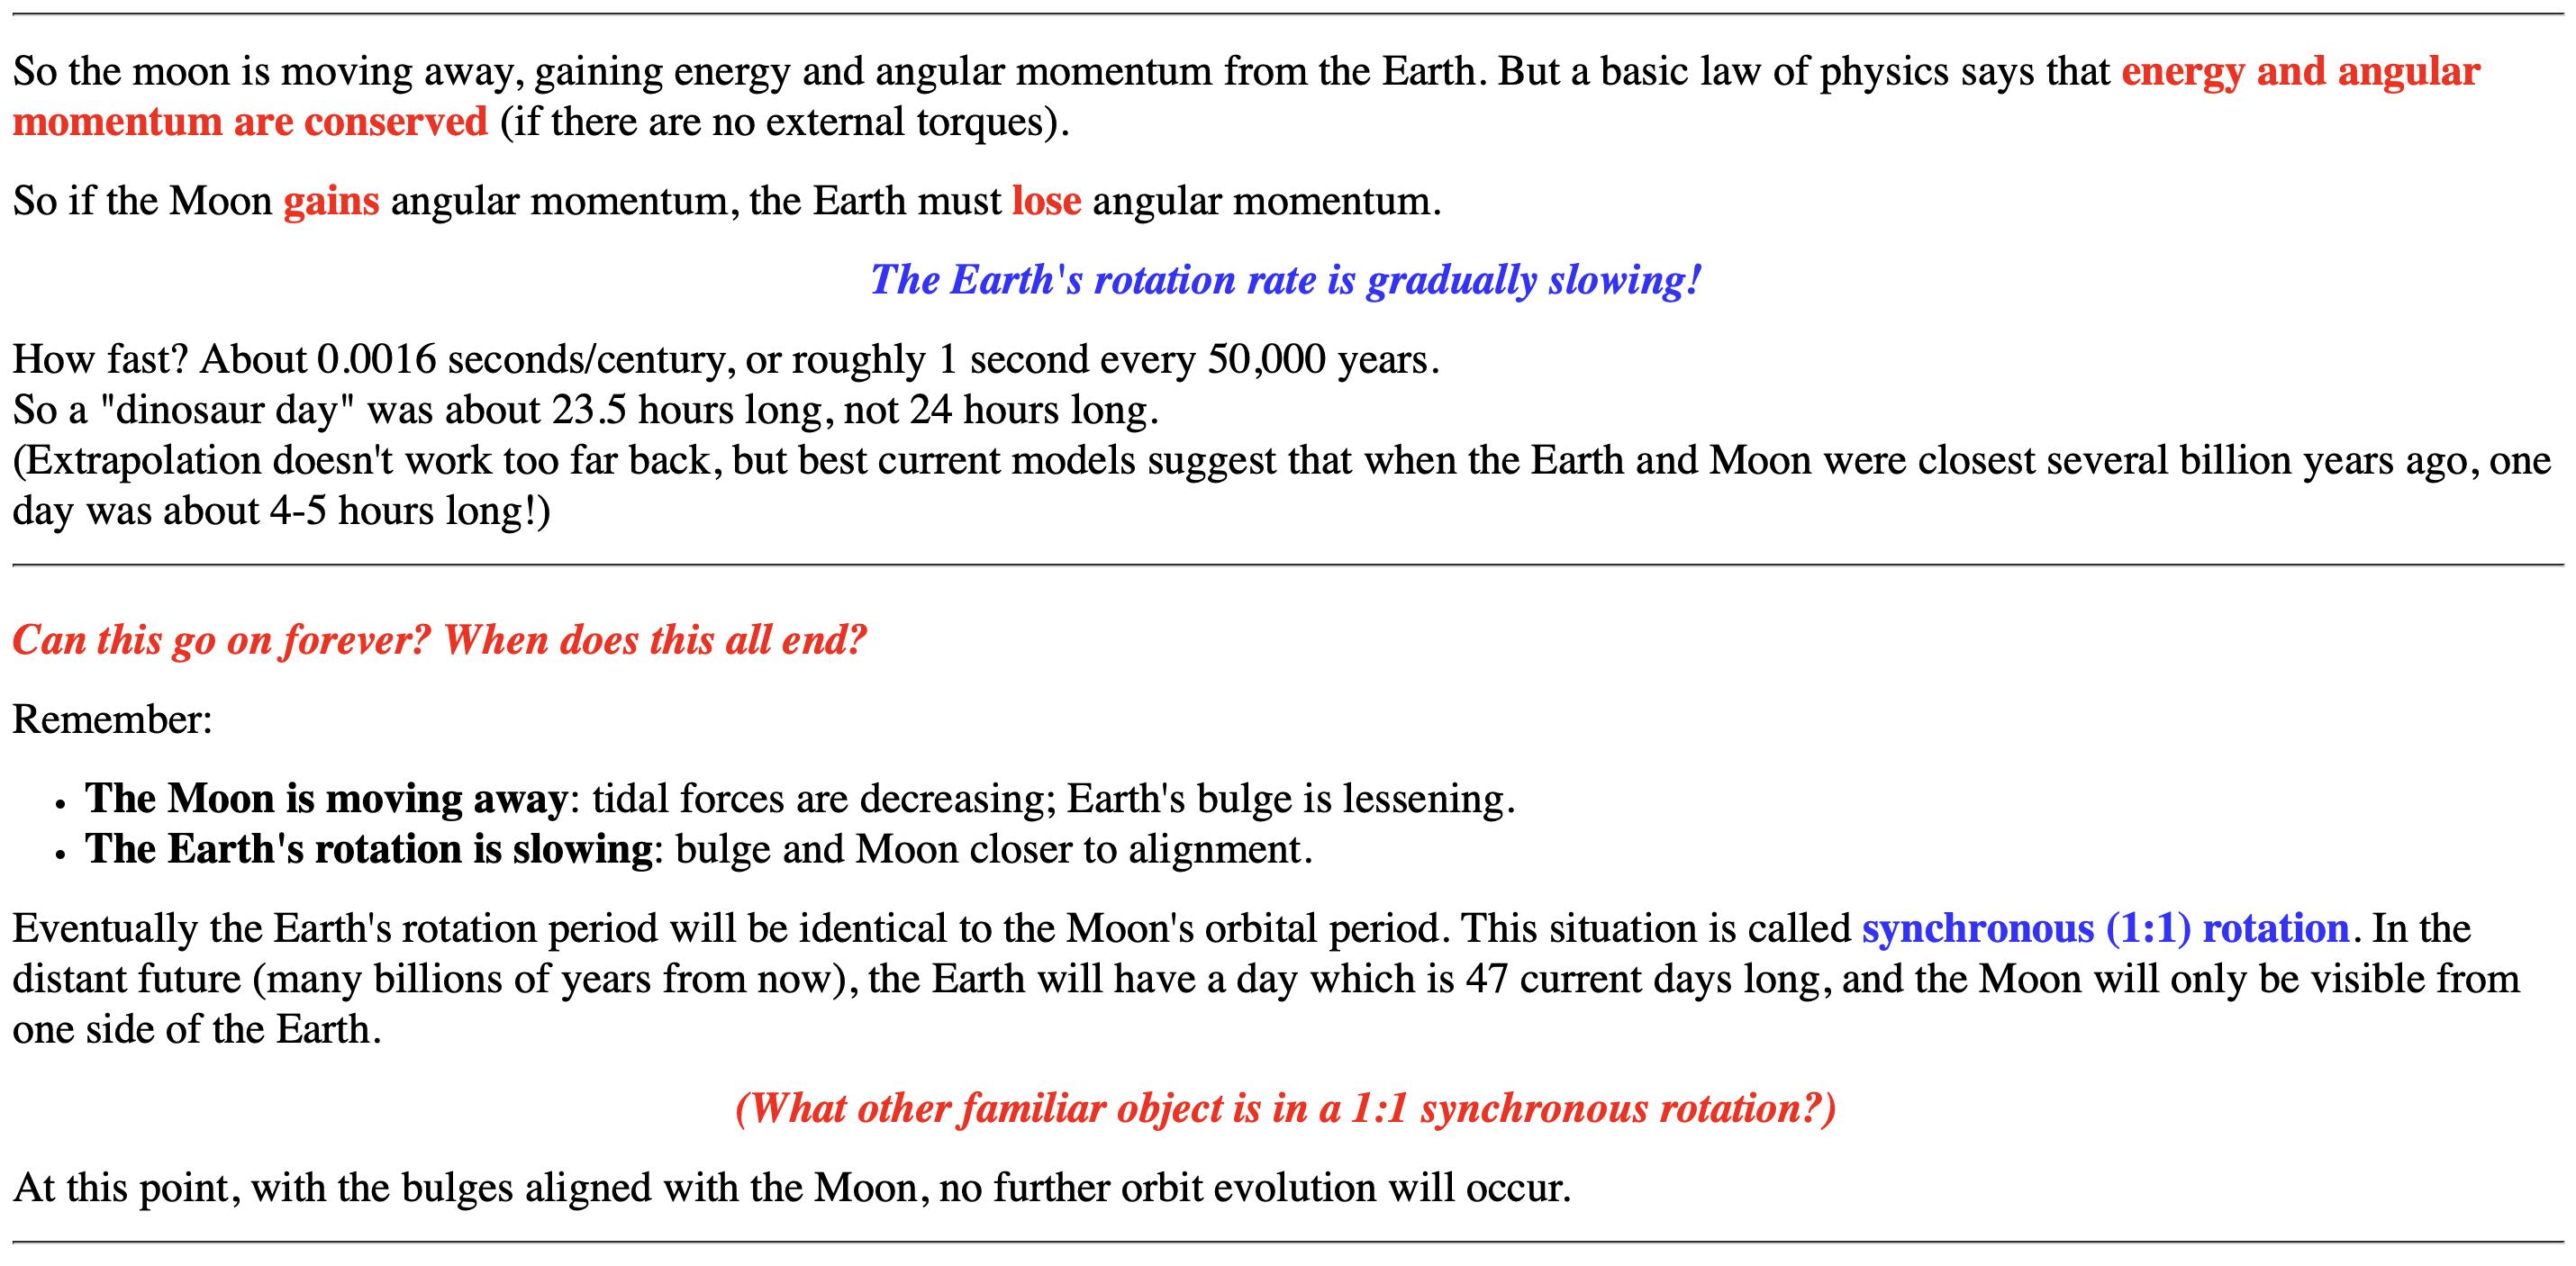 So the moon is moving away, gaining energy and angular momentum from the Earth. But a basic law of physics says that energy and angular
momentum are conserved (if there are no external torques).
So if the Moon gains angular momentum, the Earth must lose angular momentum.
The Earth's rotation rate is gradually slowing!
How fast? About 0.0016 seconds/century, or roughly 1 second every 50,000 years.
So a "dinosaur day" was about 23.5 hours long, not 24 hours long.
(Extrapolation doesn't work too far back, but best current models suggest that when the Earth and Moon were closest several billion years ago, one
day was about 4-5 hours long!)
Can this go on forever? When does this all end?
Remember:
• The Moon is moving away: tidal forces are decreasing; Earth's bulge is lessening.
• The Earth's rotation is slowing: bulge and Moon closer to alignment.
Eventually the Earth's rotation period will be identical to the Moon's orbital period. This situation is called synchronous (1:1) rotation. In the
distant future (many billions of years from now), the Earth will have a day which is 47 current days long, and the Moon will only be visible from
one side of the Earth.
(What other familiar object is in a 1:1 synchronous rotation?)
At this point, with the bulges aligned with the Moon, no further orbit evolution will occur.